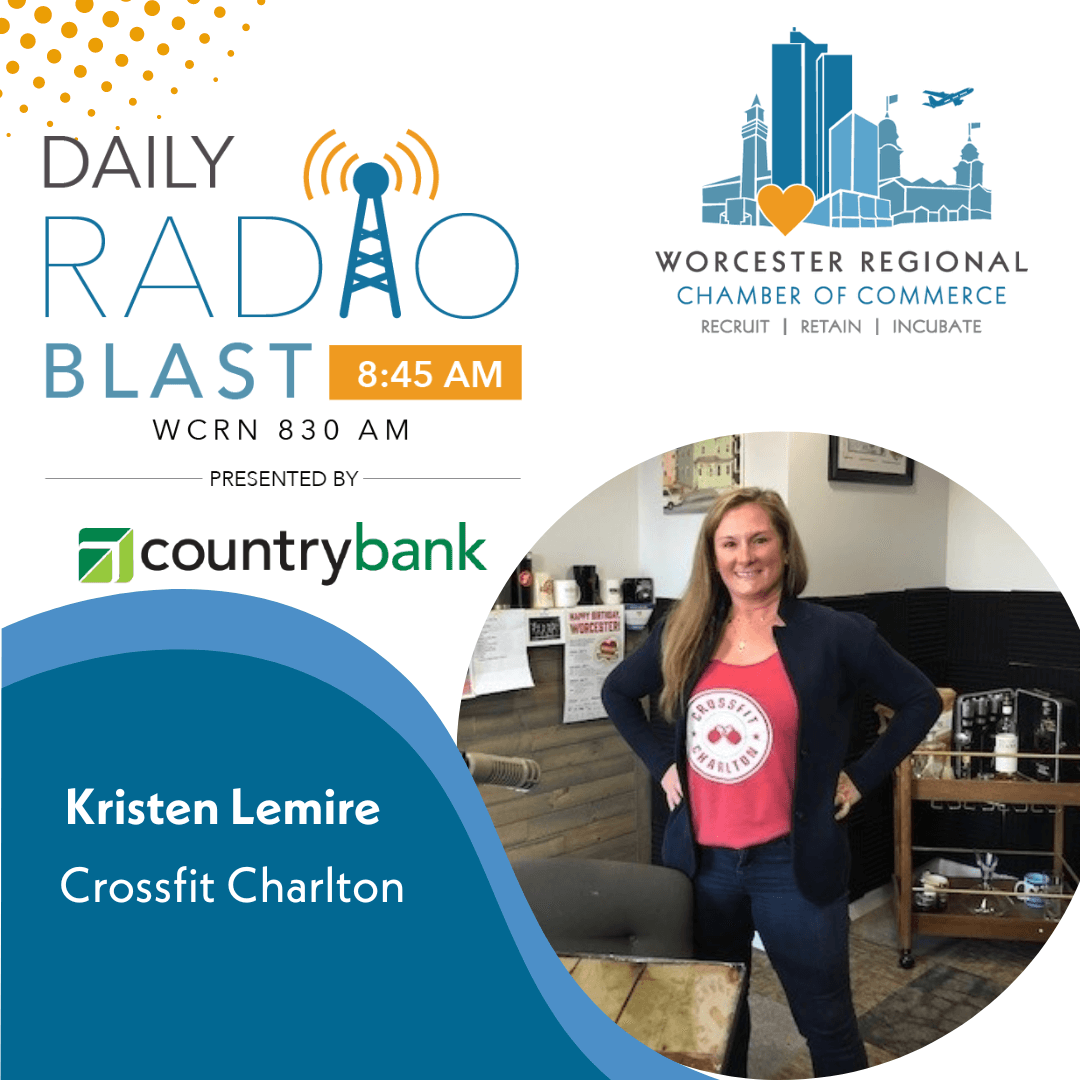 DAILY
RADIO
BLAST 8:45 AM
WCRN 830 AM
PRESENTED BY
countrybank
WORCESTER REGIONAL
CHAMBER OF COMMERCE
RECRUIT | RETAIN | INCUBATE
HAPPY BIRTHDAY,
WORCESTER!
CROSSFIT
CHARLTON
Kristen Lemire
Crossfit Charlton